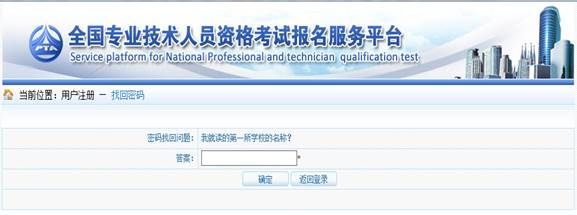 全国专业技术人员资格考试报名服务平台
Service platform for National Professional and technician qualification test
当前位置：用户注册 － 找回密码
密码找回问题： 我就读的第一所学校的名称？
答案： *
确定 返回登录